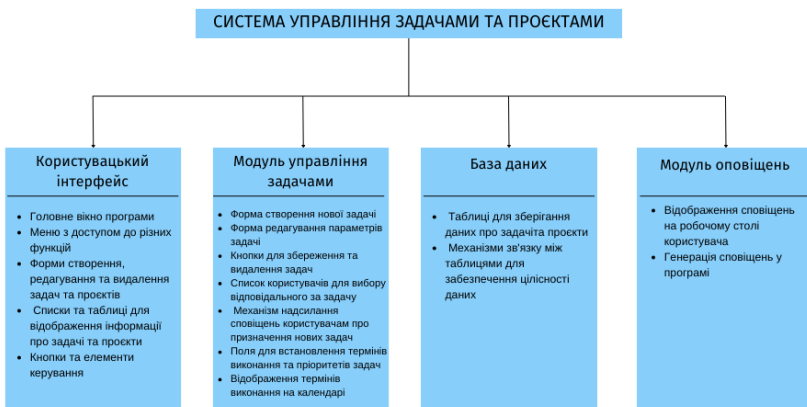 СИСТЕМА УПРАВЛІННЯ ЗАДАЧАМИ ТА ПРОЄКТАМИ
Користувацький
інтерфейс
• Головне вікно програми
• Меню з доступом до різних
функцій
• Форми створення,
редагування та видалення
задач та проєктів
• Списки та таблиці для
відображення інформації
про задачі та проєкти
• Кнопки та елементи
керування
Модуль управління
задачами
• Форма створення нової задачі
• Форма редагування параметрів
задачі
• Кнопки для збереження та
видалення задач
• Список користувачів для вибору
відповідального за задачу
• Механізм надсилання
сповіщень користувачам про
призначення нових задач
• Поля для встановлення термінів
виконання та пріоритетів задач
• Відображення термінів
виконання на календарі
База даних
• Таблиці для зберігання
даних про задачіта проєкти
• Механізми зв'язку між
таблицями для
забезпечення цілісності
даних
Модуль оповіщень
• Відображення сповіщень
на робочому столі
користувача
• Генерація сповіщень у
програмі